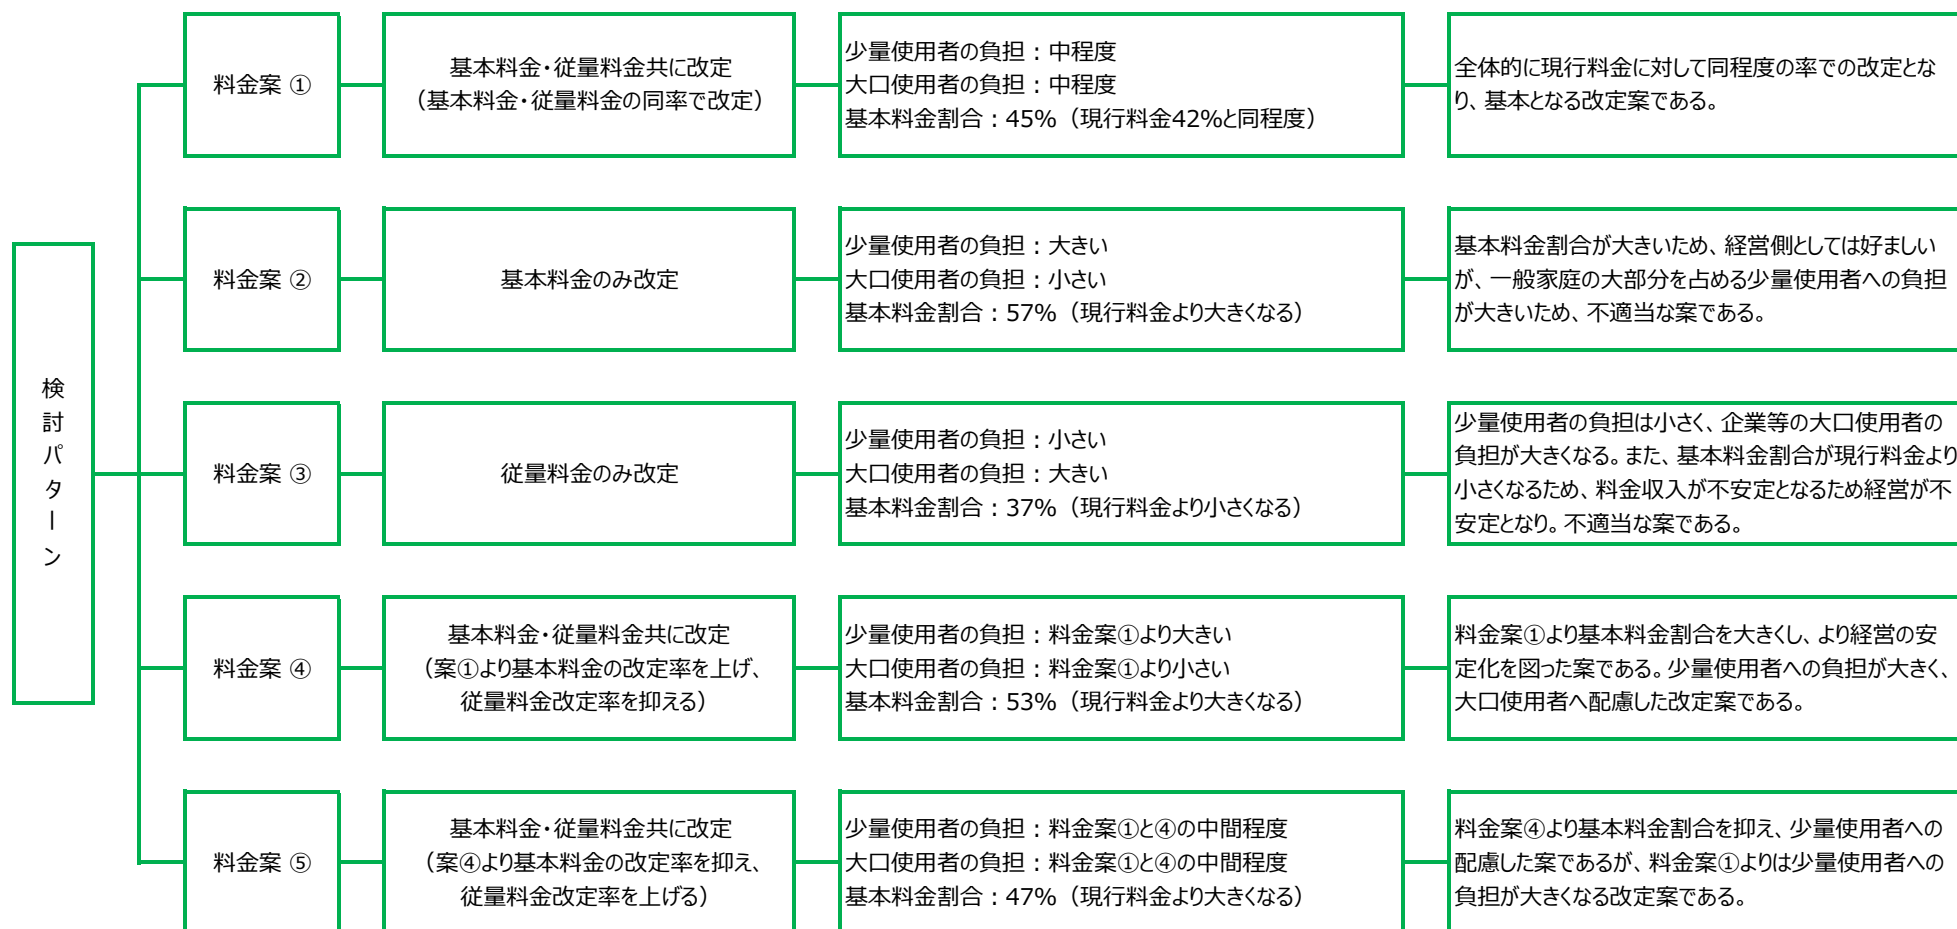 検討パターン
料金案 ①
基本料金・従量料金共に改定
（基本料金・従量料金の同率で改定）
少量使用者の負担：中程度
大口使用者の負担：中程度
基本料金割合：45%（現行料金42%と同程度）
全体的に現行料金に対して同程度の率での改定とな
り、基本となる改定案である。
料金案 ②
基本料金のみ改定
少量使用者の負担：大きい
大口使用者の負担：小さい
基本料金割合：57%（現行料金より大きくなる）
基本料金割合が大きいため、経営側としては好ましい
が、一般家庭の大部分を占める少量使用者への負担
が大きいため、不適当な案である。
料金案 ③
従量料金のみ改定
少量使用者の負担：小さい
大口使用者の負担：大きい
基本料金割合：37%（現行料金より小さくなる）
少量使用者の負担は小さく、企業等の大口使用者の
負担が大きくなる。また、基本料金割合が現行料金より
小さくなるため、料金収入が不安定となるため経営が不
安定となり。不適当な案である。
料金案 ④
基本料金・従量料金共に改定
（案①より基本料金の改定率を上げ、
従量料金改定率を抑える）
少量使用者の負担：料金案①より大きい
大口使用者の負担：料金案①より小さい
基本料金割合：53%（現行料金より大きくなる）
料金案①より基本料金割合を大きくし、より経営の安
定化を図った案である。少量使用者への負担が大きく、
大口使用者へ配慮した改定案である。
料金案 ⑤
基本料金・従量料金共に改定
（案④より基本料金の改定率を抑え、
従量料金改定率を上げる）
少量使用者の負担：料金案①と④の中間程度
大口使用者の負担：料金案①と④の中間程度
基本料金割合：47%（現行料金より大きくなる）
料金案④より基本料金割合を抑え、少量使用者への
配慮した案であるが、料金案①よりは少量使用者への
負担が大きくなる改定案である。